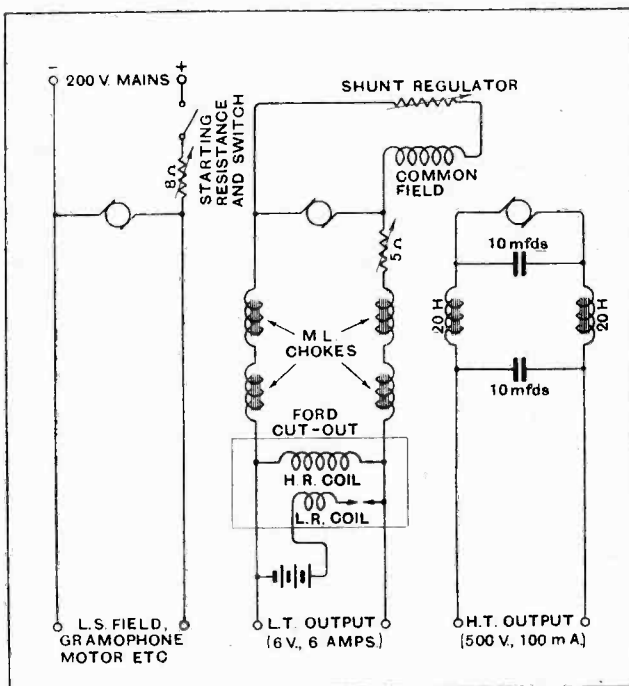 - +
200 V. MAINS
STARTING
RESISTANCE
AND SWITCH
8Ω
L.S. FIELD,
GRAMOPHONE
MOTOR ETC
SHUNT REGULATOR
COMMON
FIELD
5Ω
M.L.
CHOKES
FORD
CUT-OUT
H.R. COIL
L.R. COIL
L.T. OUTPUT
(6 V., 6 AMPS.)
10 mfds
20 H
20 H
10 mfds
H.T. OUTPUT
(500 V., 100 mA.)